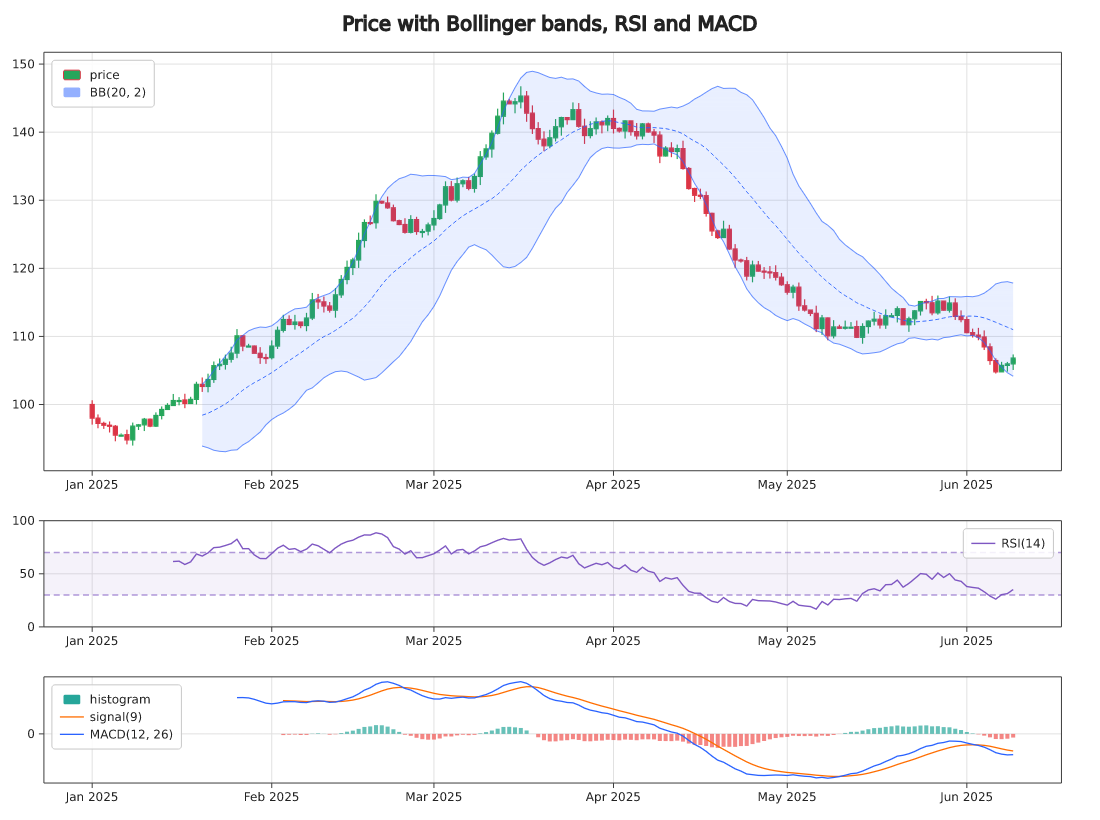 Price with Bollinger bands, RSI and MACD
150
140
130
120
110
100
price
BB(20, 2)
Jan 2025 Feb 2025 Mar 2025 Apr 2025 May 2025 Jun 2025
100
50
0
RSI(14)
Jan 2025 Feb 2025 Mar 2025 Apr 2025 May 2025 Jun 2025
0
histogram
signal(9)
MACD(12, 26)
Jan 2025 Feb 2025 Mar 2025 Apr 2025 May 2025 Jun 2025